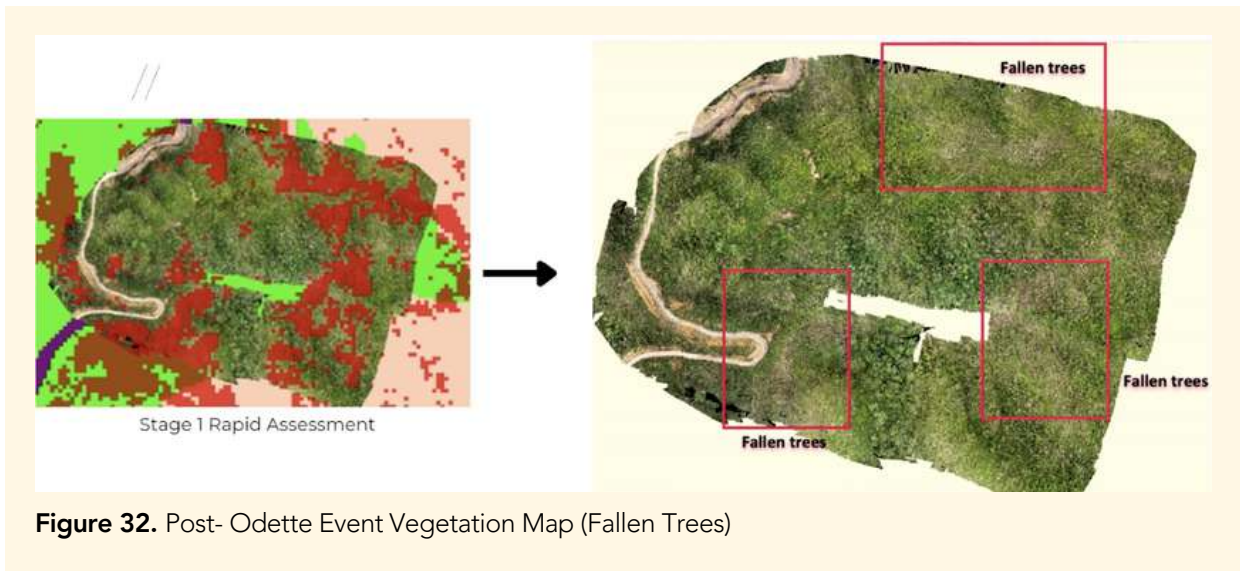 Fallen trees
Fallen trees
Fallen trees
Stage 1 Rapid Assessment
Figure 32. Post- Odette Event Vegetation Map (Fallen Trees)